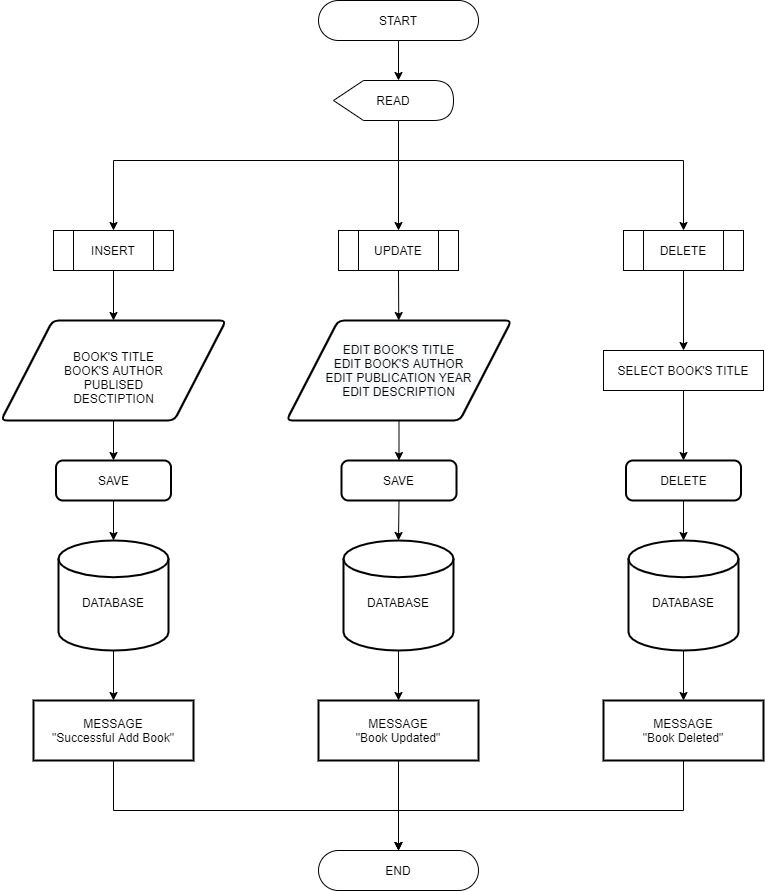 START
READ
INSERT
UPDATE
DELETE
BOOK'S TITLE
BOOK'S AUTHOR
PUBLISED
DESCTIPTION
EDIT BOOK'S TITLE
EDIT BOOK'S AUTHOR
EDIT PUBLICATION YEAR
EDIT DESCRIPTION
SELECT BOOK'S TITLE
SAVE
SAVE
DELETE
DATABASE
DATABASE
DATABASE
MESSAGE
"Successful Add Book"
MESSAGE
"Book Updated"
MESSAGE
"Book Deleted"
END